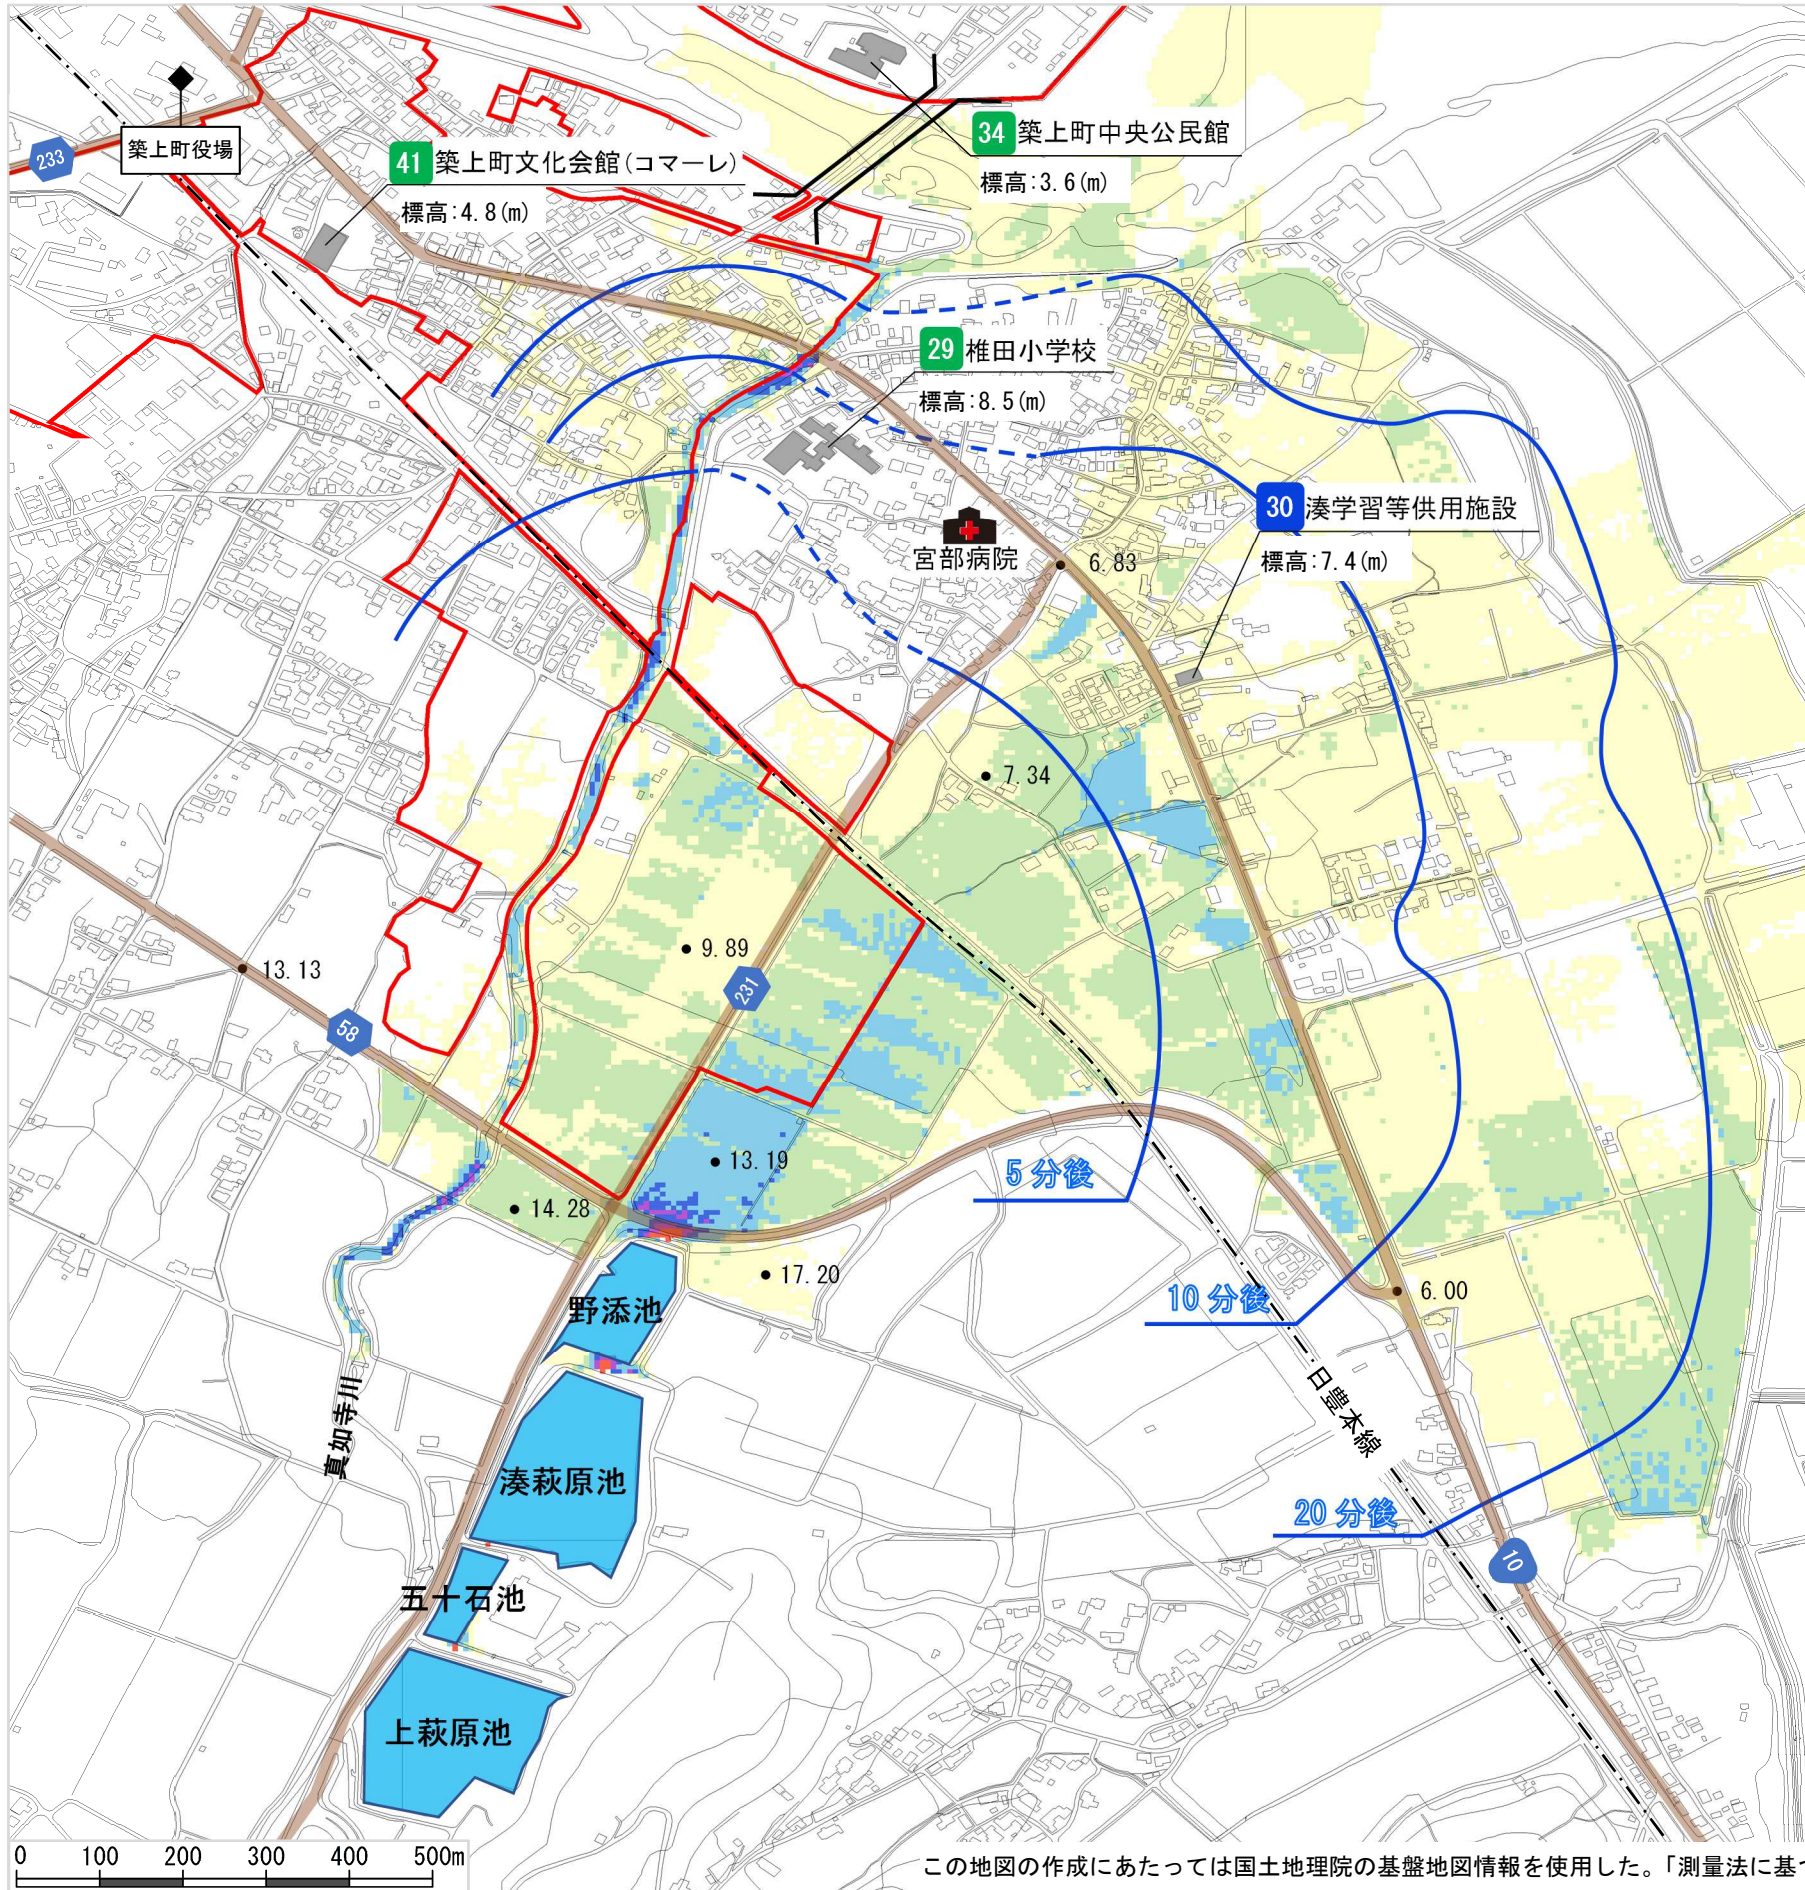 233
築上町役場
41 築上町文化会館(コマーレ)
標高:4.8(m)
34 築上町中央公民館
標高:3.6(m)
29 椎田小学校
標高:8.5(m)
30 湊学習等供用施設
標高:7.4(m)
宮部病院
6.83
7.34
9.89
231
13.13
58
13.19
14.28
17.20
5分後
10分後
6.00
20分後
野添池
真如寺川
湊萩原池
日豊本線
10
五十石池
上萩原池
0 100 200 300 400 500m
この地図の作成にあたっては国土地理院の基盤地図情報を使用した。「測量法に基づ